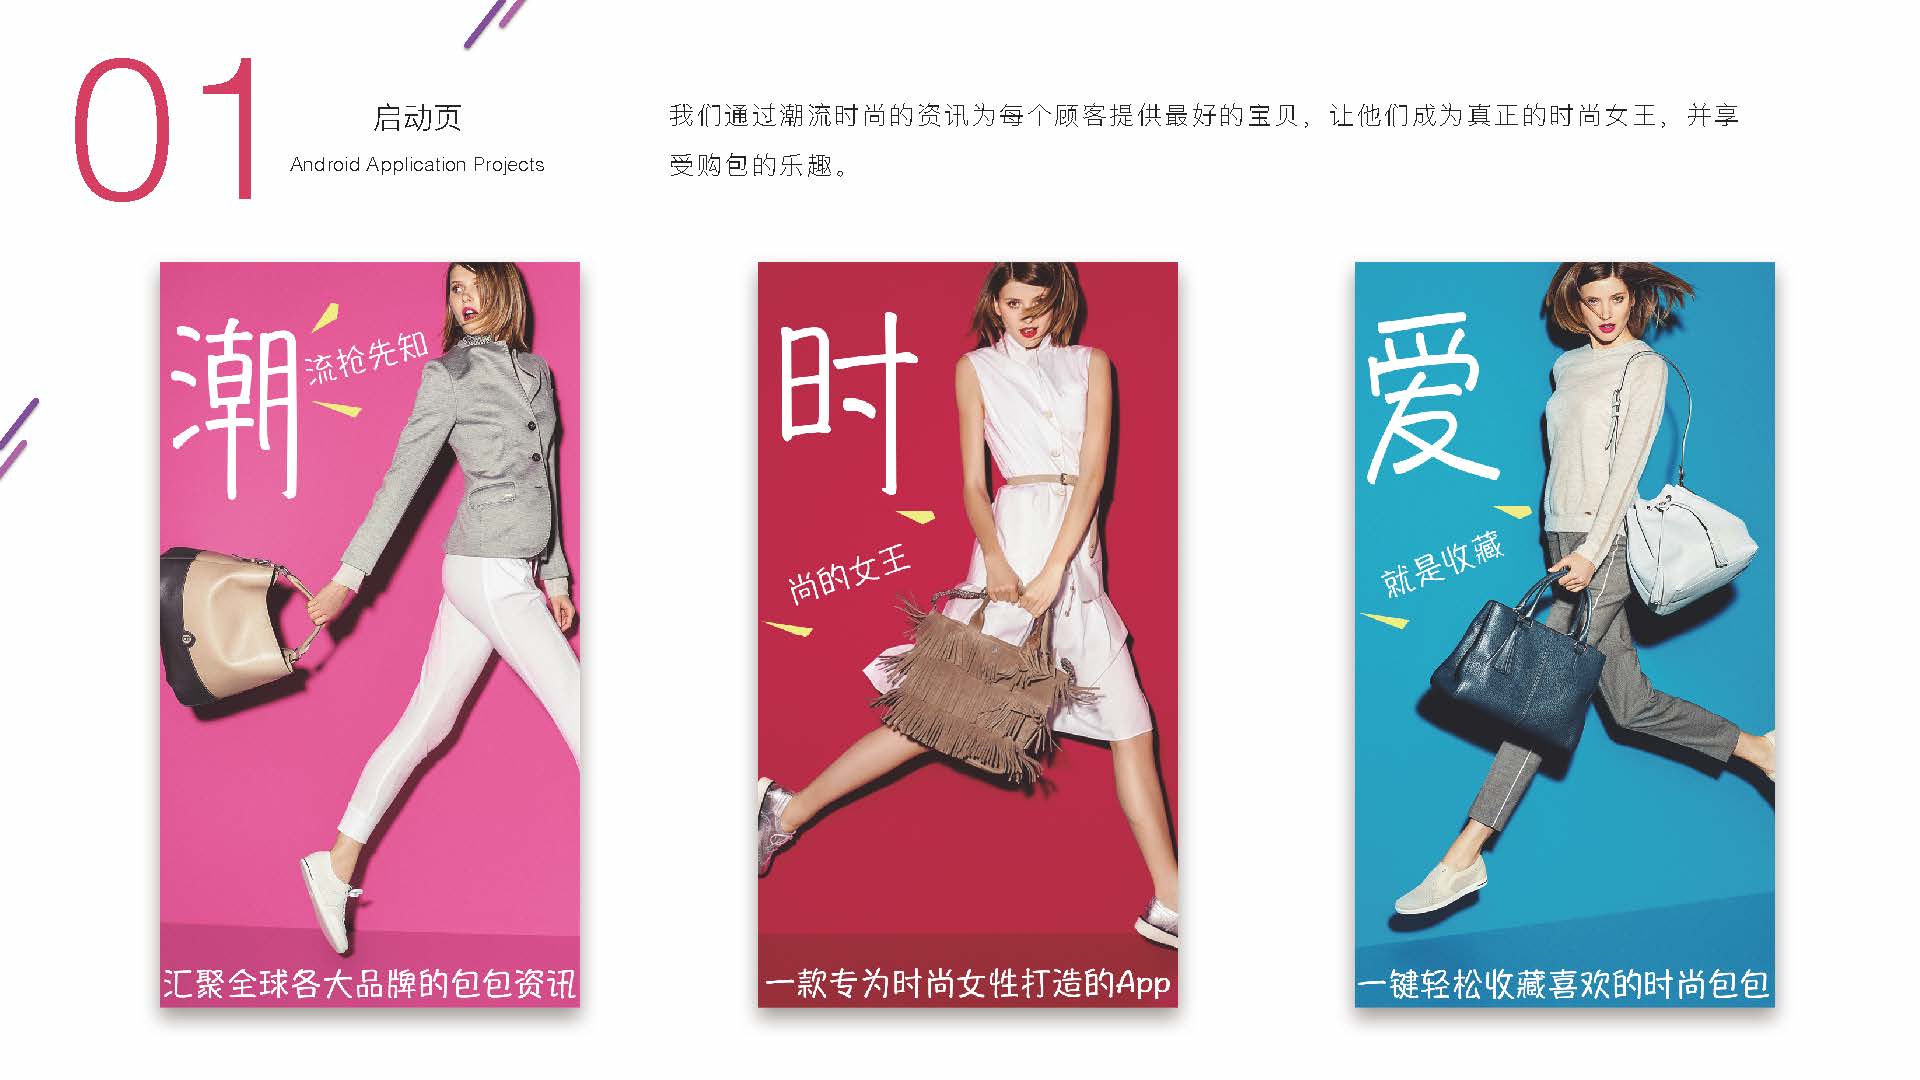 01
启动页
Android Application Projects
我们通过潮流时尚的资讯为每个顾客提供最好的宝贝，让他们成为真正的时尚女王，并享
受购包的乐趣。
潮
流抢先知
汇聚全球各大品牌的包包资讯
时
尚的女王
一款专为时尚女性打造的App
爱
就是收藏
一键轻松收藏喜欢的时尚包包